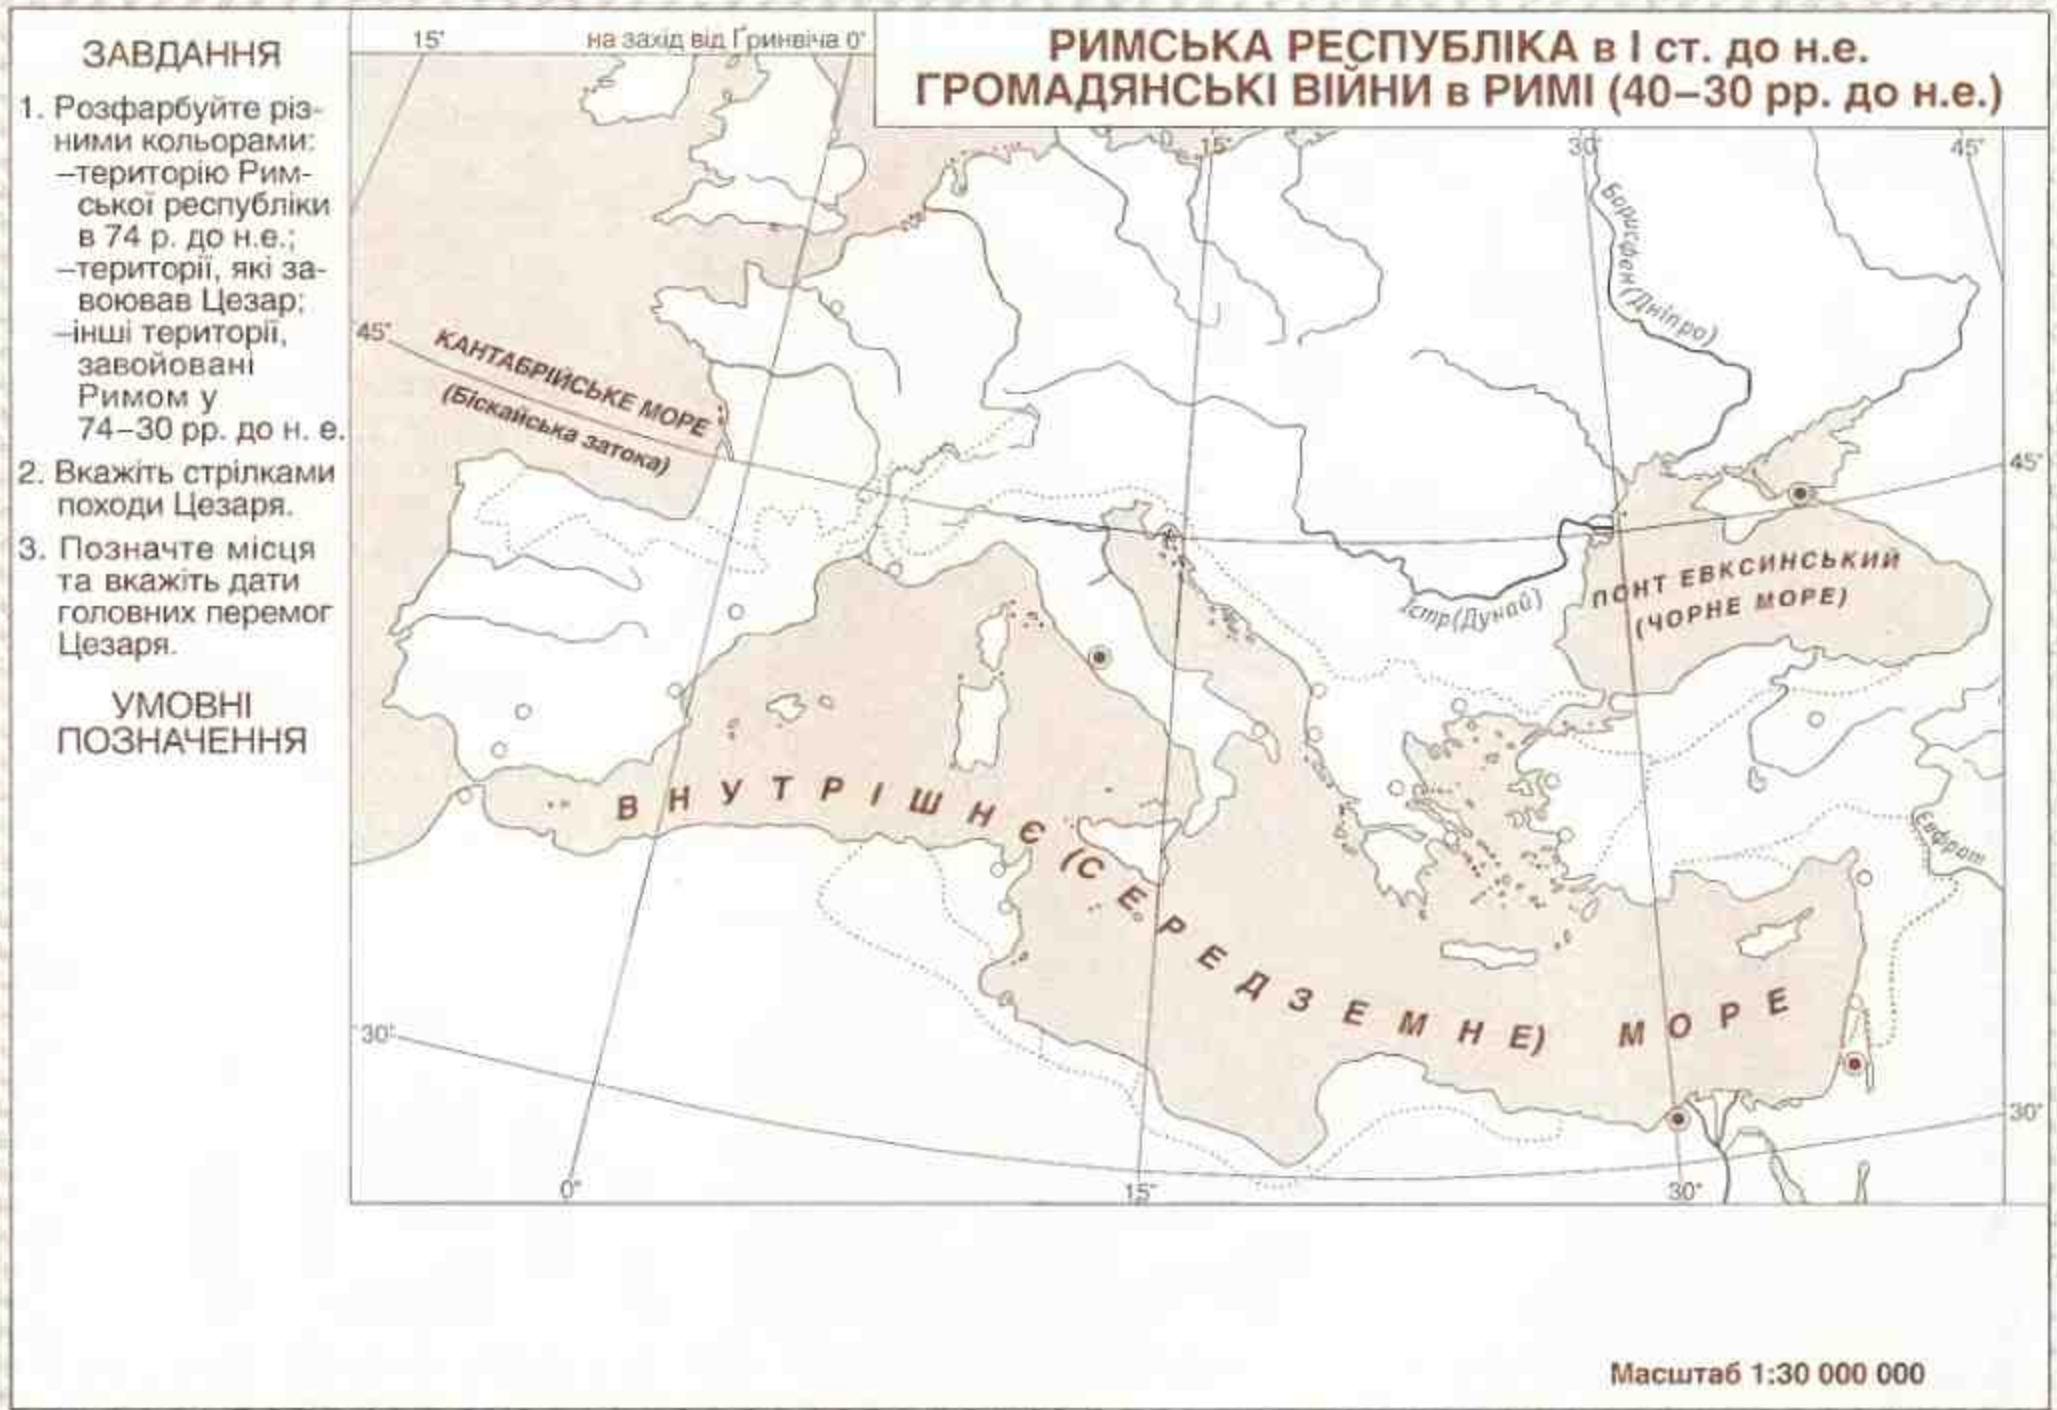 ЗАВДАННЯ
1. Розфарбуйте різ-
ними кольорами:
–територію Рим-
ської республіки
в 74 р. до н.е.;
–території, які за-
воював Цезар;
–інші території,
завойовані
Римом у
74–30 рр. до н. е.
2. Вкажіть стрілками
походи Цезаря.
3. Позначте місця
та вкажіть дати
головних перемог
Цезаря.
УМОВНІ
ПОЗНАЧЕННЯ
РИМСЬКА РЕСПУБЛІКА в І ст. до н.е.
ГРОМАДЯНСЬКІ ВІЙНИ в РИМІ (40–30 рр. до н.е.)
15°
на захід від Ґринвіча 0°
15°
30°
45°
Борисфен (Дніпро)
45°
КАНТАБРІЙСЬКЕ МОРЕ
(Біскайська затока)
45°
ПОНТ ЕВКСИНСЬКИЙ
(ЧОРНЕ МОРЕ)
Істр (Дунай)
ВНУТРІШНЄ (СЕРЕДЗЕМНЕ) МОРЕ
Євфрат
30°
30°
0°
15°
30°
Масштаб 1:30 000 000